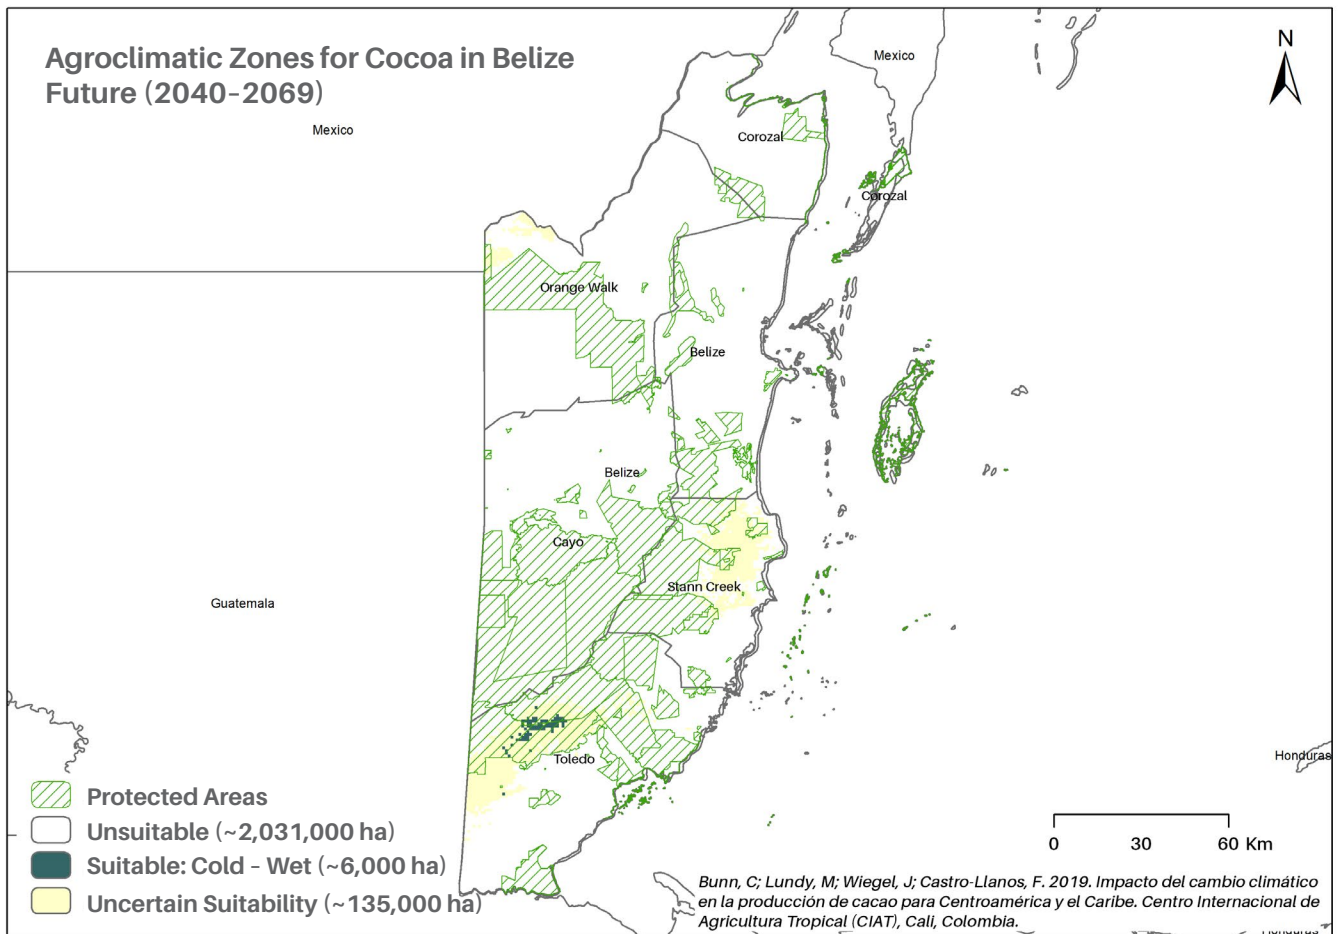 Agroclimatic Zones for Cocoa in Belize
Future (2040-2069)
N
Mexico
Mexico
Corozal
Corozal
Orange Walk
Belize
Belize
Cayo
Stann Creek
Guatemala
Toledo
Honduras
Protected Areas
Unsuitable (~2,031,000 ha)
Suitable: Cold - Wet (~6,000 ha)
Uncertain Suitability (~135,000 ha)
0 30 60 Km
Bunn, C; Lundy, M; Wiegel, J; Castro-Llanos, F. 2019. Impacto del cambio climático
en la producción de cacao para Centroamérica y el Caribe. Centro Internacional de
Agricultura Tropical (CIAT), Cali, Colombia.
Honduras